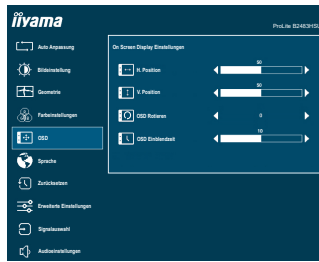 iiyama
ProLite B2483HSU
Auto Anpassung
Bildeinstellung
Geometrie
Farbeinstellungen
OSD
Sprache
Zurücksetzen
Erweiterte Einstellungen
Signalauswahl
Audioeinstellungen
On Screen Display Einstellungen
H. Position
50
V. Position
50
OSD Rotieren
0
OSD Einblendzeit
10